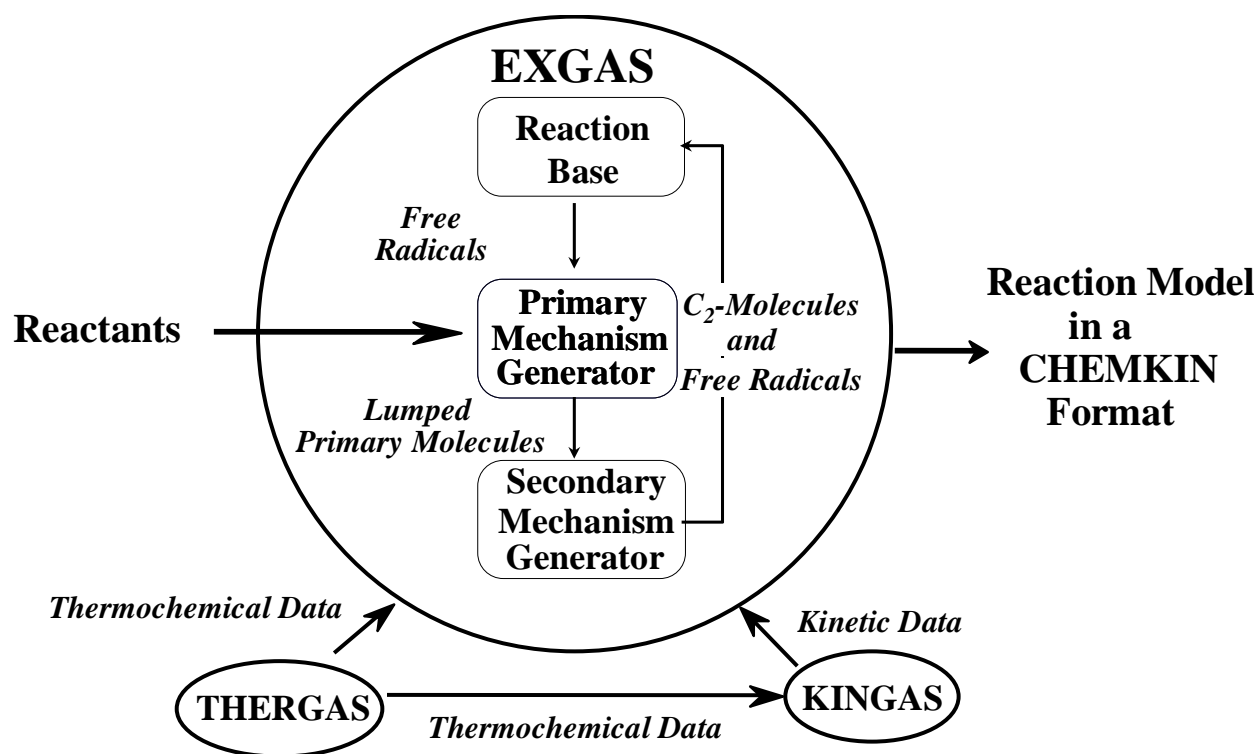 EXGAS
Reaction
Base
Free
Radicals
Primary
Mechanism
Generator
C₂-Molecules
and
Free Radicals
Reactants
Reaction Model
in a
CHEMKIN
Format
Lumped
Primary Molecules
Secondary
Mechanism
Generator
Thermochemical Data
Kinetic Data
THERGAS
KINGAS
Thermochemical Data